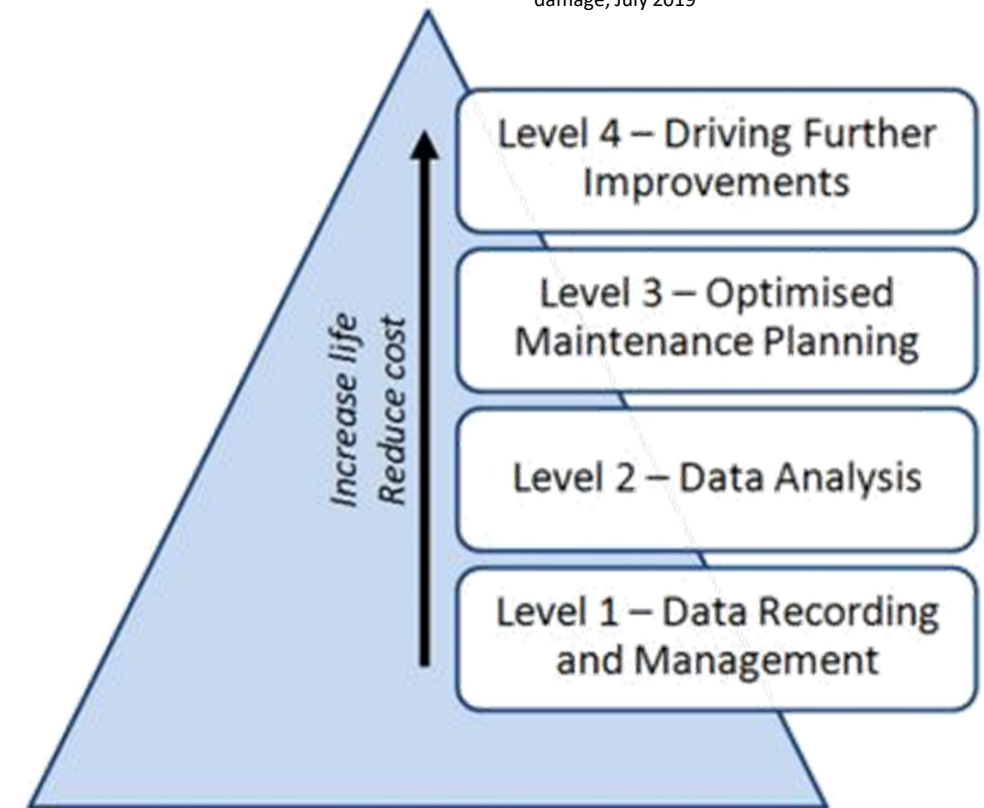 damage, July 2019
Level 4 – Driving Further
Improvements
Level 3 – Optimised
Maintenance Planning
Increase life
Reduce cost
Level 2 – Data Analysis
Level 1 – Data Recording
and Management